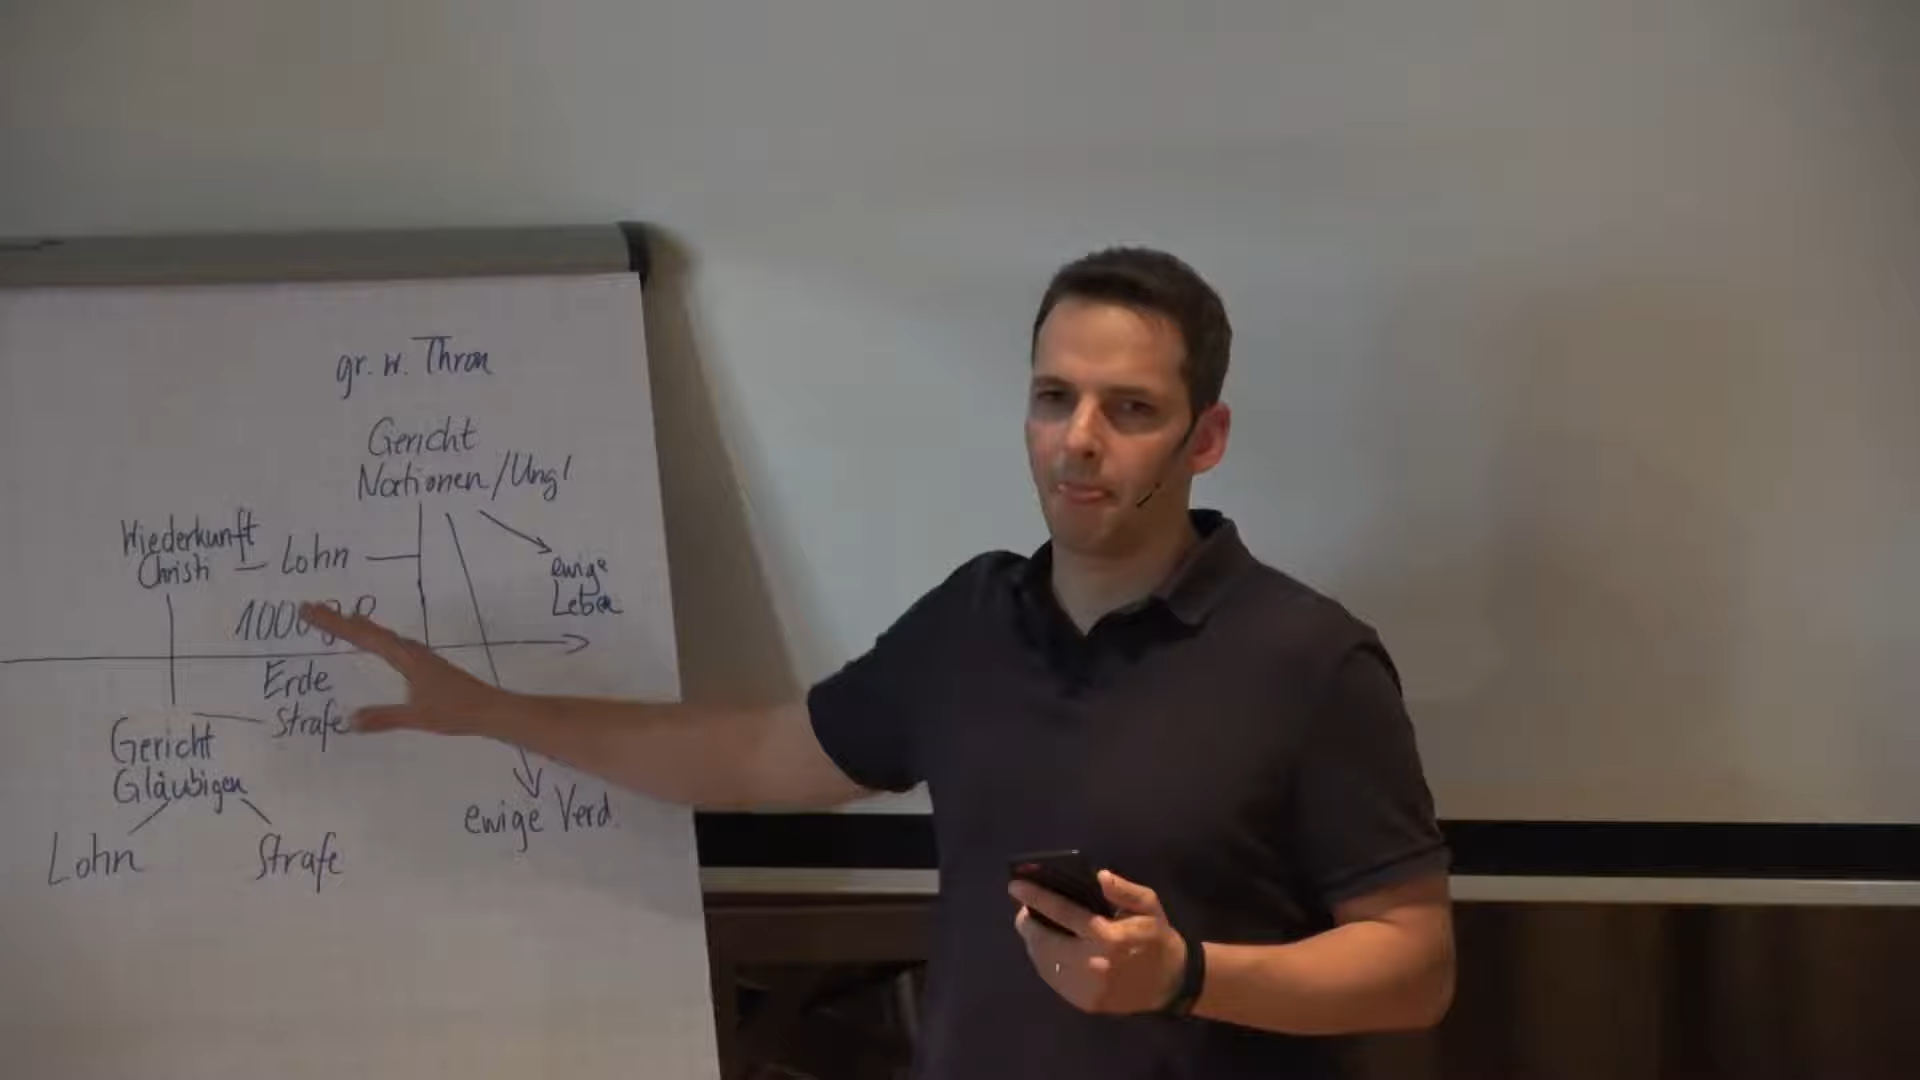 gr. w. Thron
Gericht
Nationen/Ungl
Wiederkunft
Christi
Lohn
ewige
Leben
Erde
Strafe
Gericht
Gläubigen
ewige Verd.
Lohn
Strafe